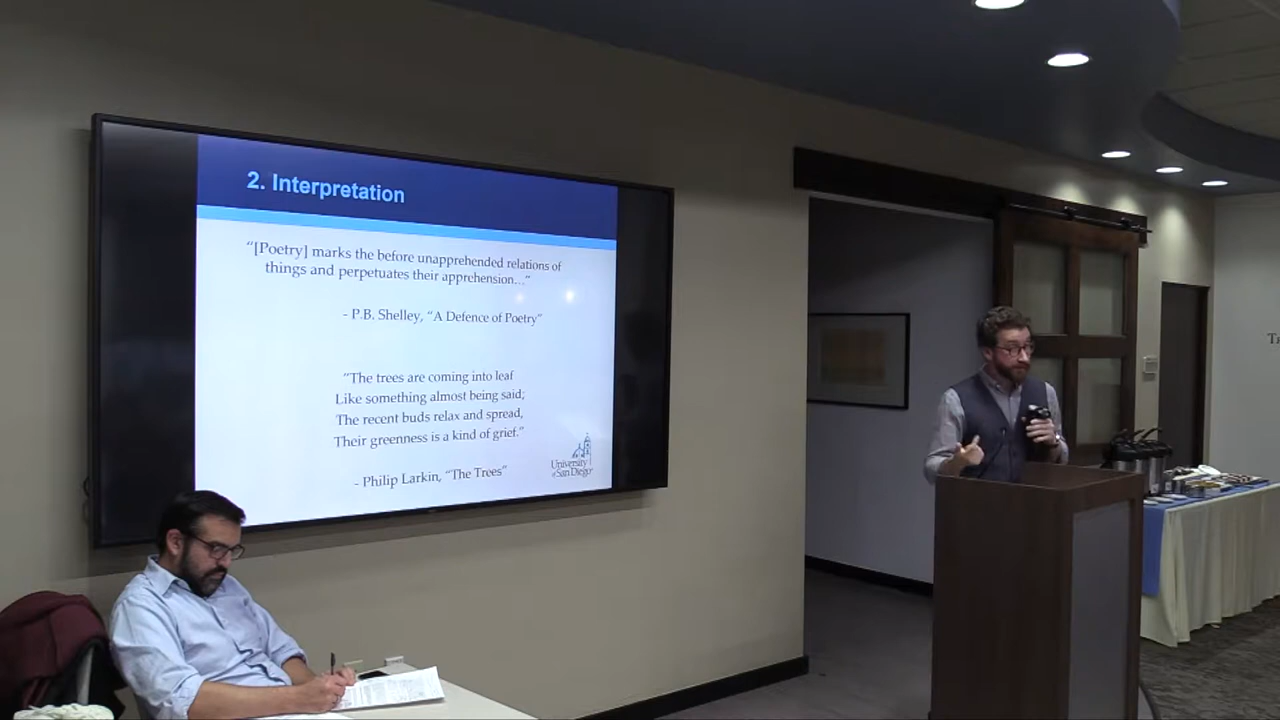 2. Interpretation
“[Poetry] marks the before unapprehended relations of
things and perpetuates their apprehension…”
- P.B. Shelley, “A Defence of Poetry”
“The trees are coming into leaf
Like something almost being said;
The recent buds relax and spread,
Their greenness is a kind of grief.”
- Philip Larkin, “The Trees”
University
of San Diego